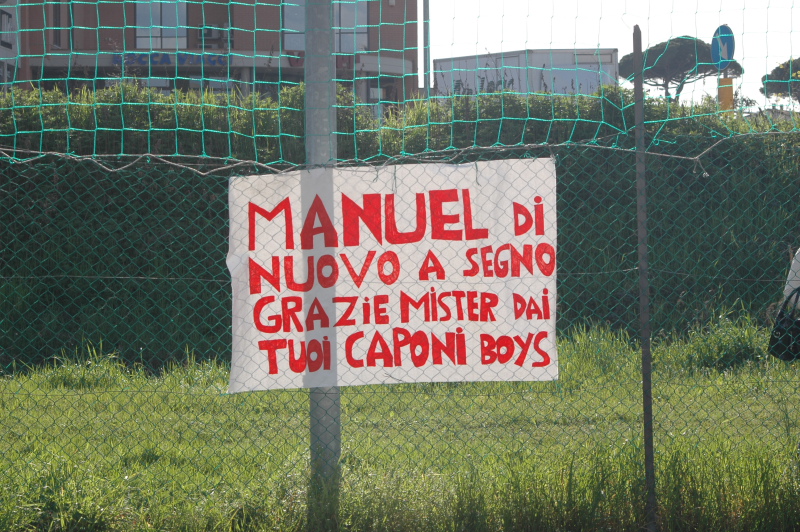 MANUEL Di
NUOVO A SEGNO
GRAZiE MiSTER DAi
TUOi CAPONi BOYS